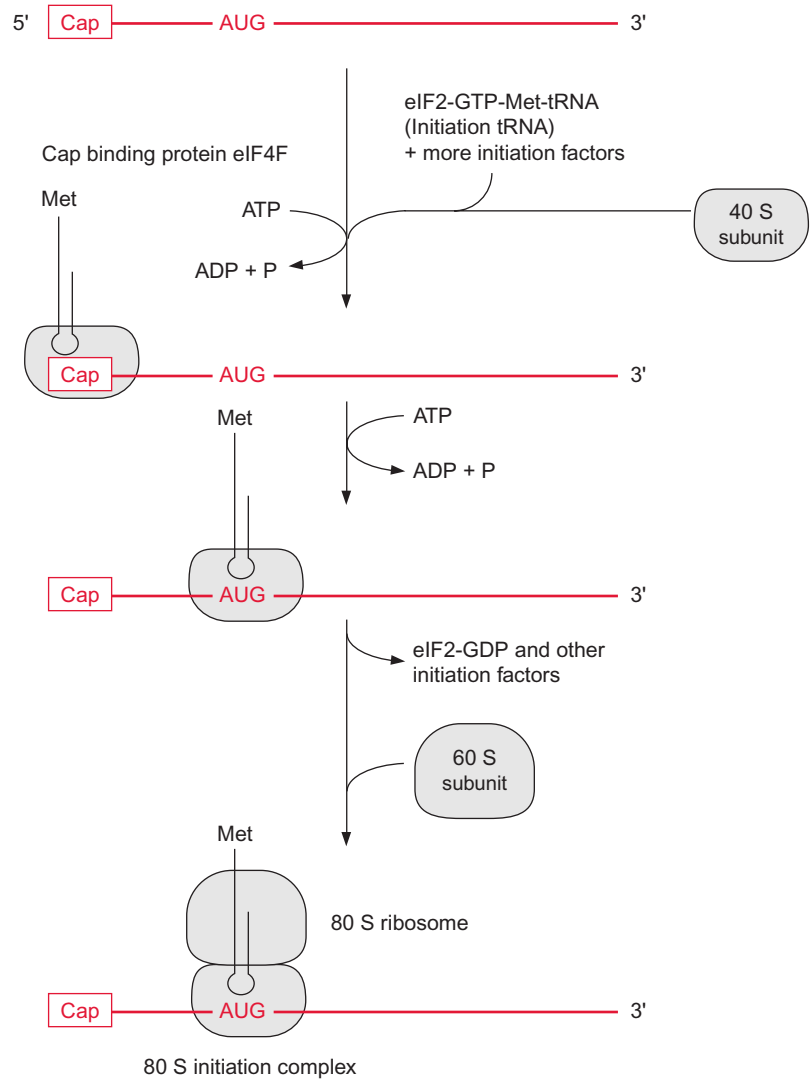 5' Cap AUG 3'
eIF2-GTP-Met-tRNA
(Initiation tRNA)
+ more initiation factors
Cap binding protein eIF4F
Met
ATP
40 S
subunit
ADP + P
Cap AUG 3'
ATP
Met
ADP + P
Cap AUG 3'
eIF2-GDP and other
initiation factors
60 S
subunit
Met
80 S ribosome
Cap AUG 3'
80 S initiation complex